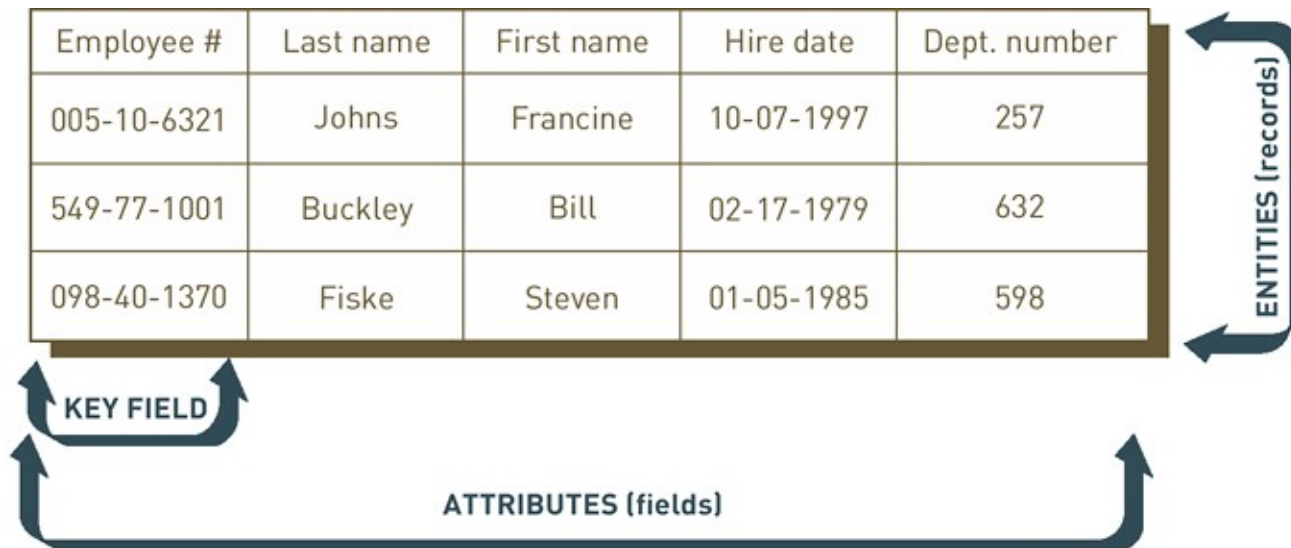 Employee # Last name First name Hire date Dept. number
005-10-6321 Johns Francine 10-07-1997 257
549-77-1001 Buckley Bill 02-17-1979 632
098-40-1370 Fiske Steven 01-05-1985 598
ENTITIES (records)
KEY FIELD
ATTRIBUTES (fields)